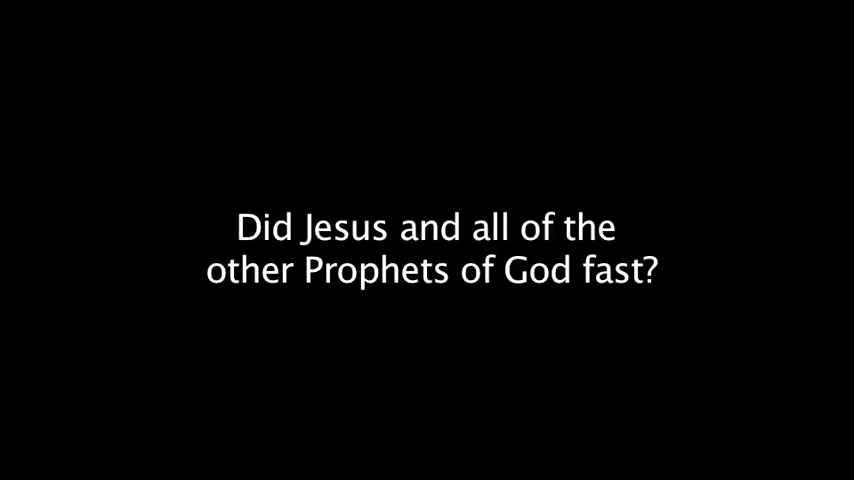 Did Jesus and all of the
other Prophets of God fast?